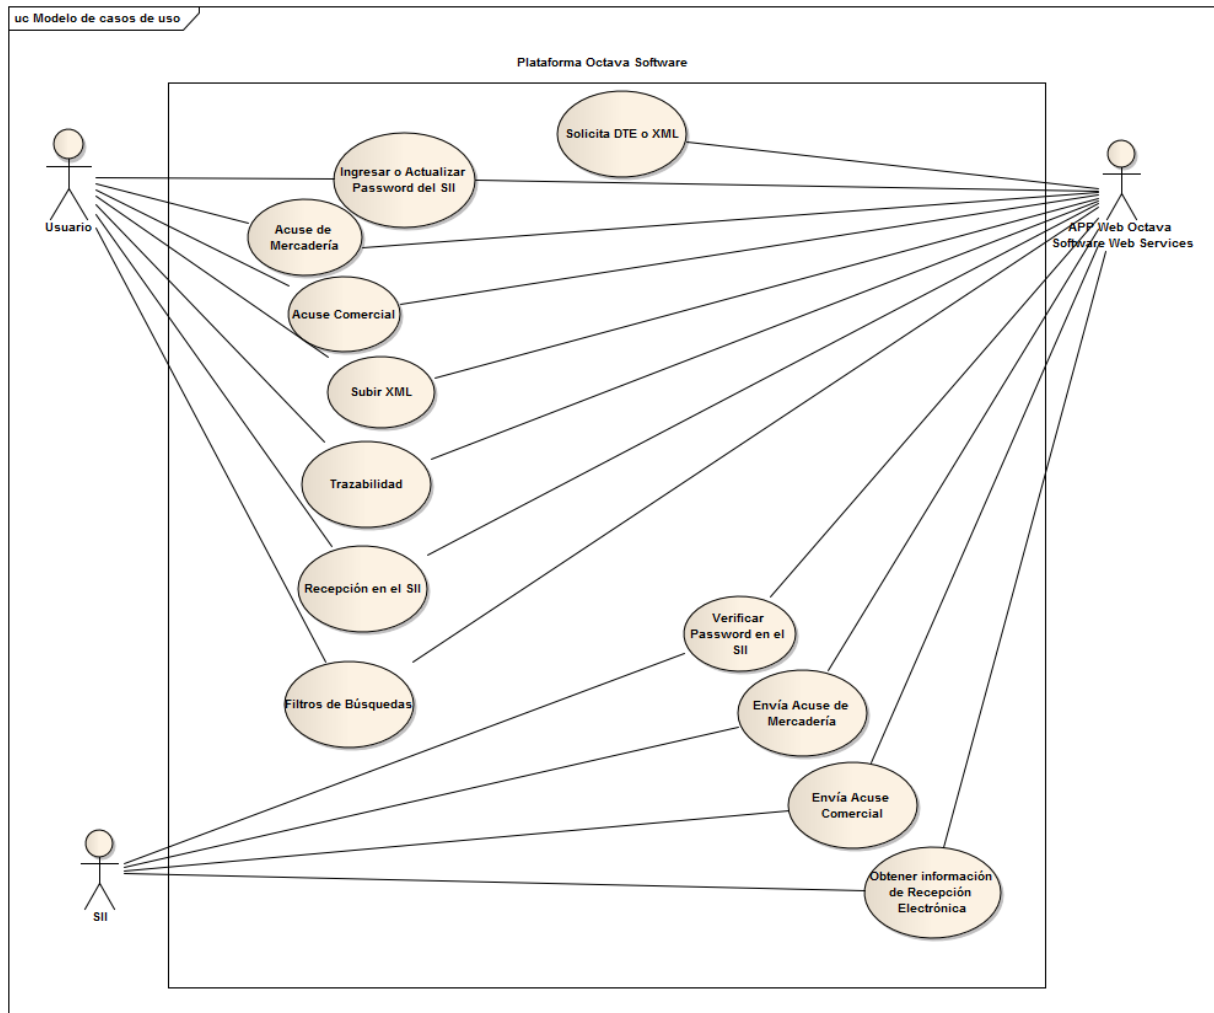 uc Modelo de casos de uso
Plataforma Octava Software
Solicita DTE o XML
Ingresar o Actualizar
Password del SII
Usuario
Acuse de
Mercadería
APP Web Octava
Software Web Services
Acuse Comercial
Subir XML
Trazabilidad
Recepción en el SII
Verificar
Password en el
SII
Filtros de Búsquedas
Envía Acuse de
Mercadería
Envía Acuse
Comercial
Obtener información
de Recepción
Electrónica
SII